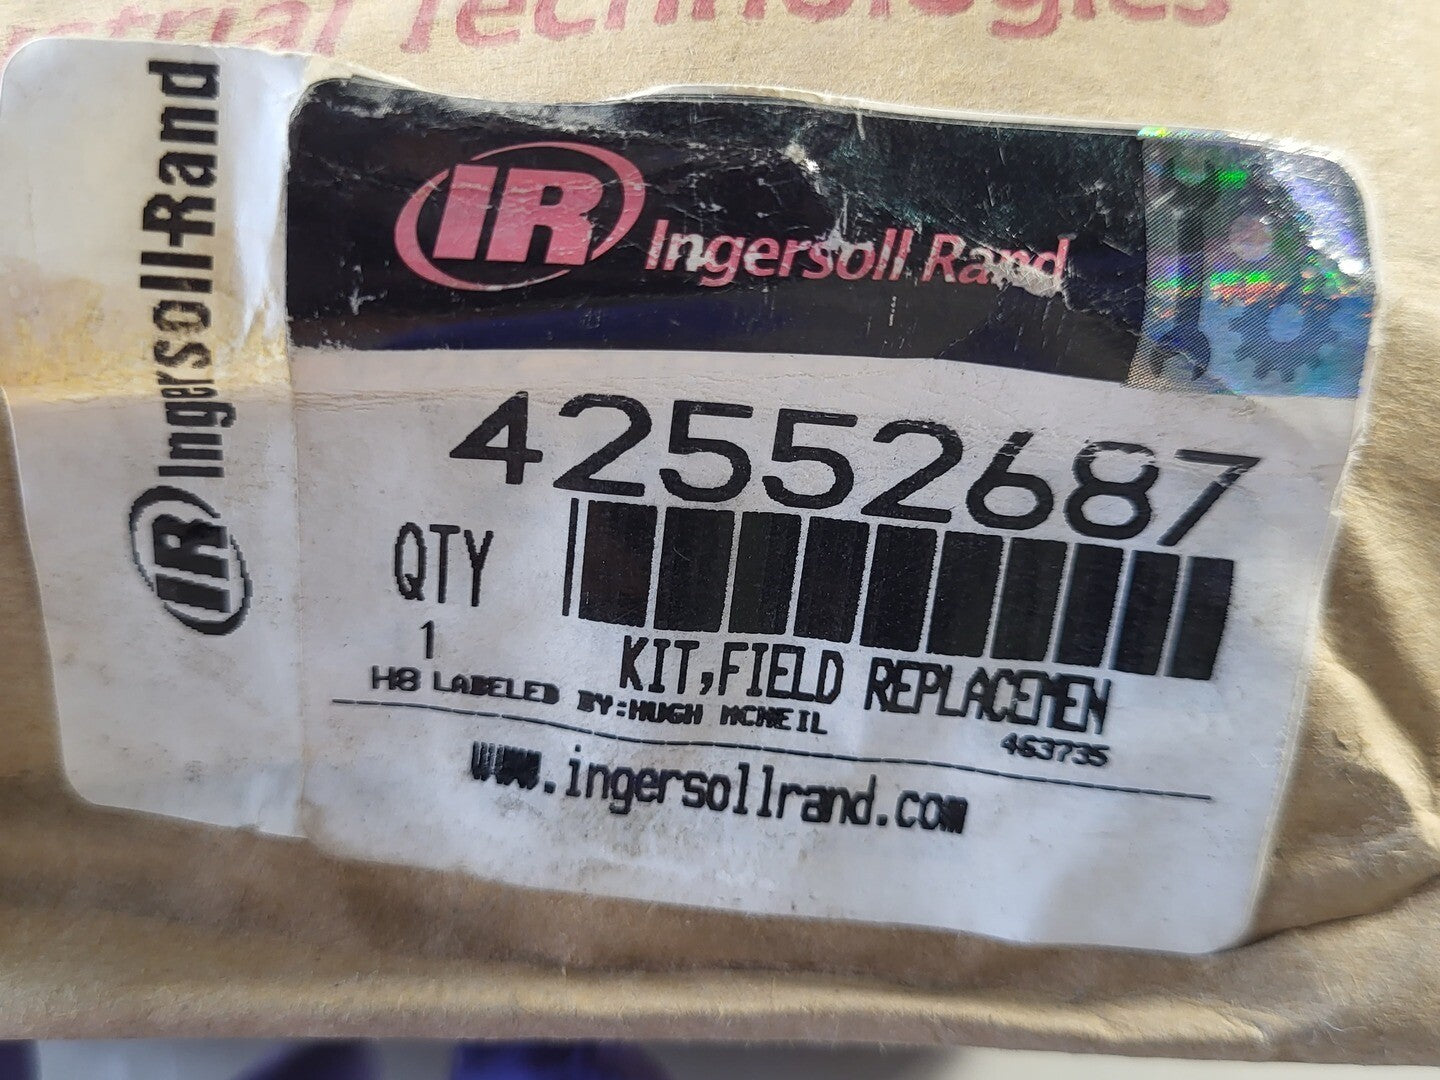 Technologies
Ingersoll-Rand
IR
IR
Ingersoll Rand
42552687
QTY
1
KIT,FIELD REPLACEMEN
H8 LABELED BY:HUGH MCNEIL
463735
www.ingersollrand.com